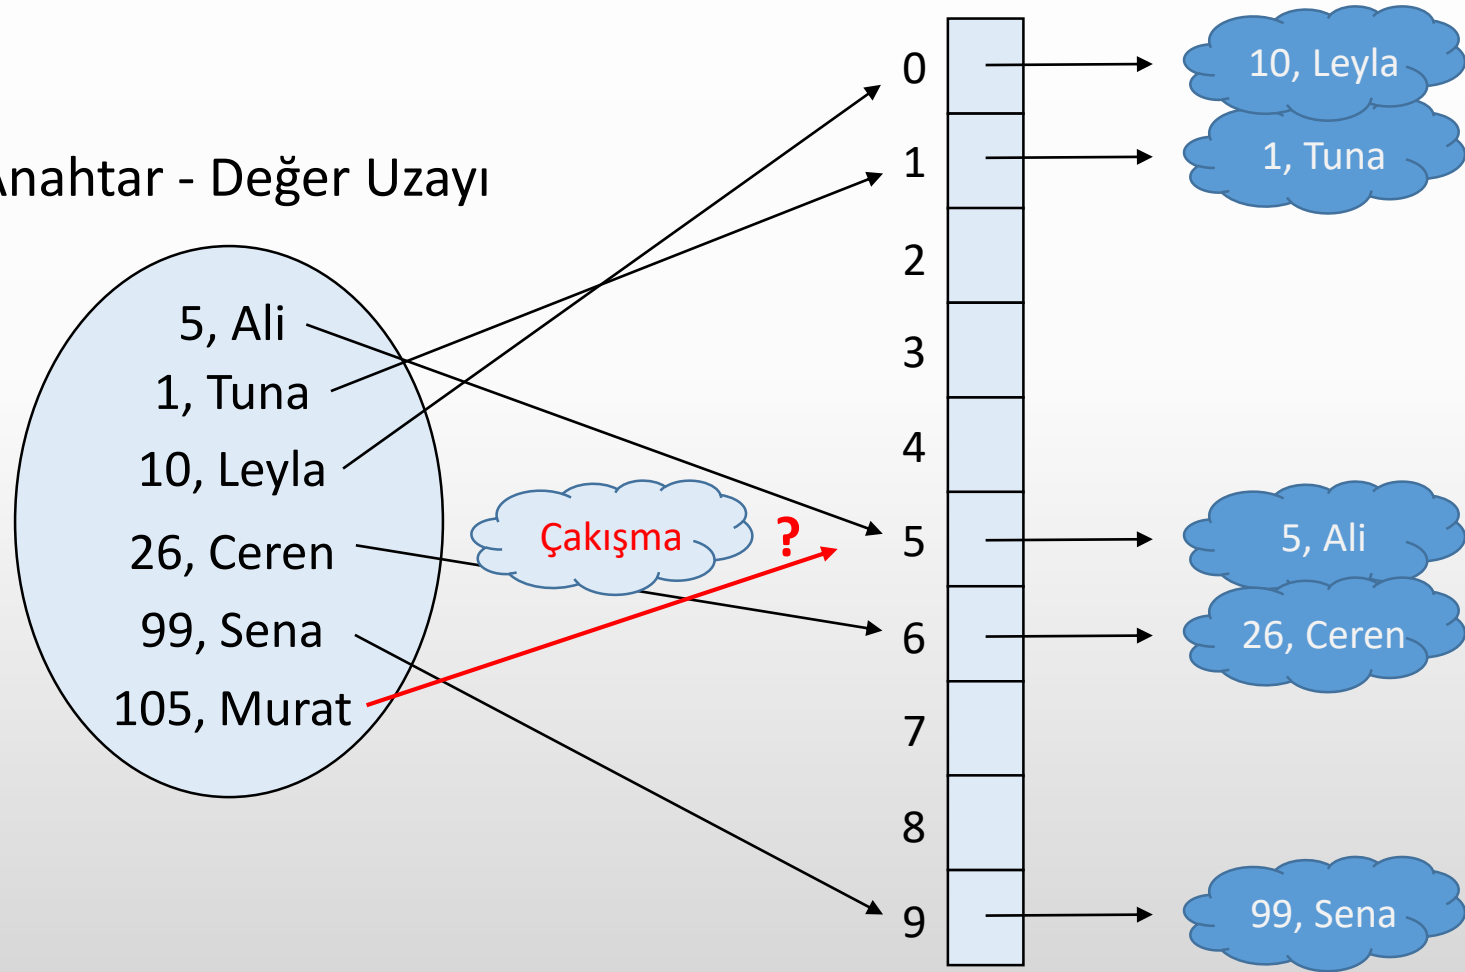 Anahtar - Değer Uzayı
5, Ali
1, Tuna
10, Leyla
26, Ceren
99, Sena
105, Murat
Çakışma
?
0
1
2
3
4
5
6
7
8
9
10, Leyla
1, Tuna
5, Ali
26, Ceren
99, Sena